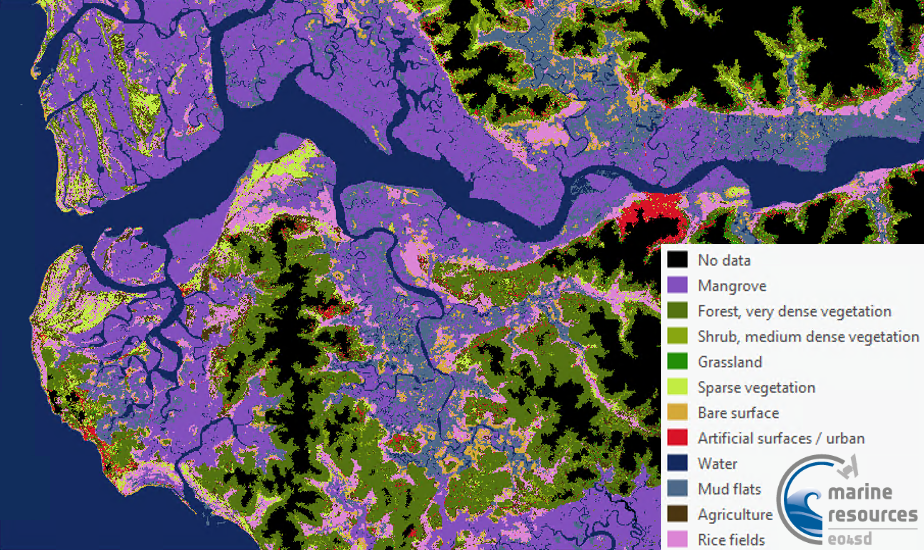 No data
Mangrove
Forest, very dense vegetation
Shrub, medium dense vegetation
Grassland
Sparse vegetation
Bare surface
Artificial surfaces / urban
Water
Mud flats
Agriculture
Rice fields
marine
resources
eo4sd